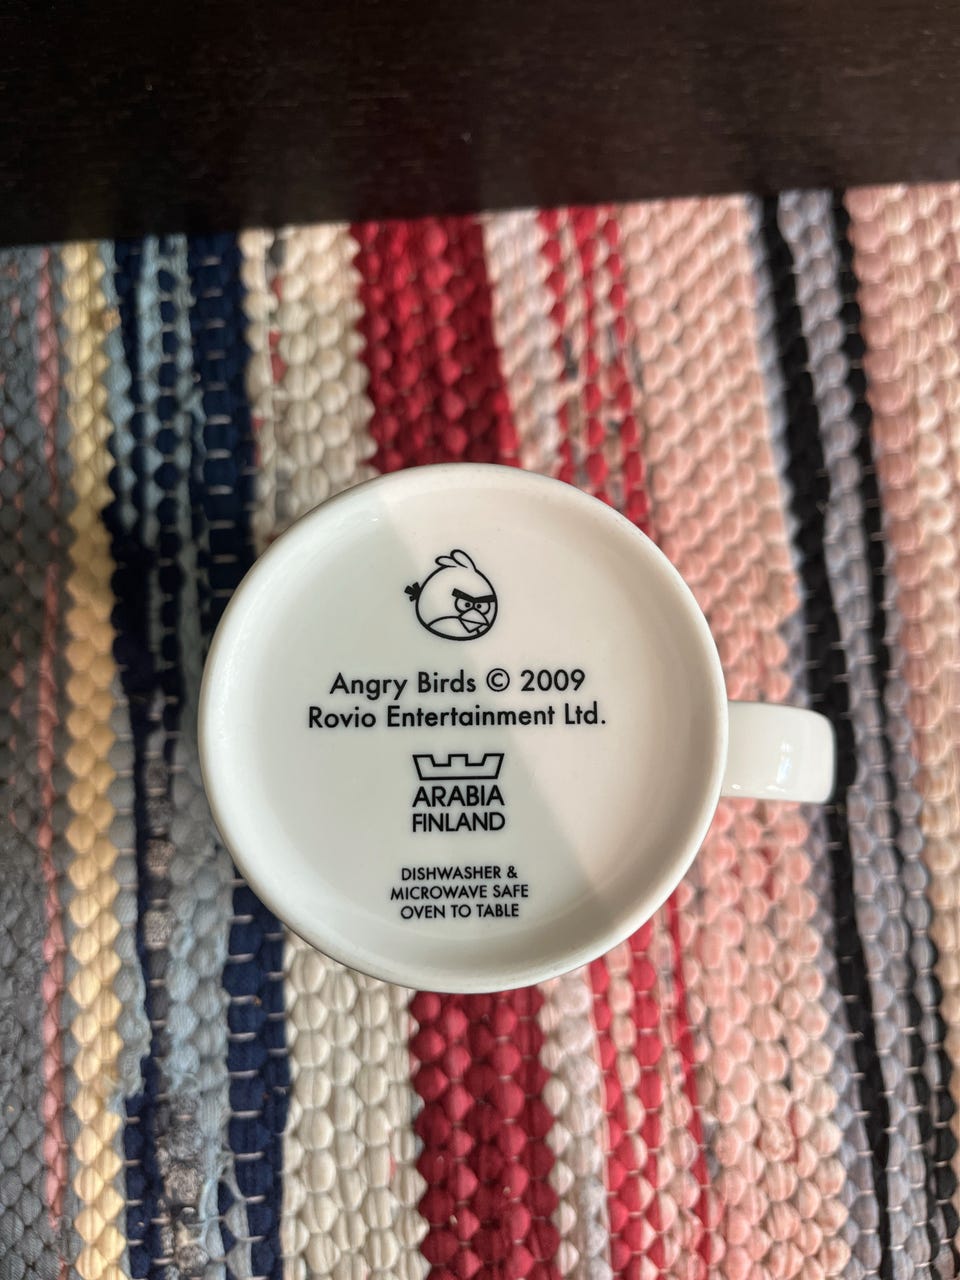 Angry Birds © 2009
Rovio Entertainment Ltd.
ARABIA
FINLAND
DISHWASHER &
MICROWAVE SAFE
OVEN TO TABLE